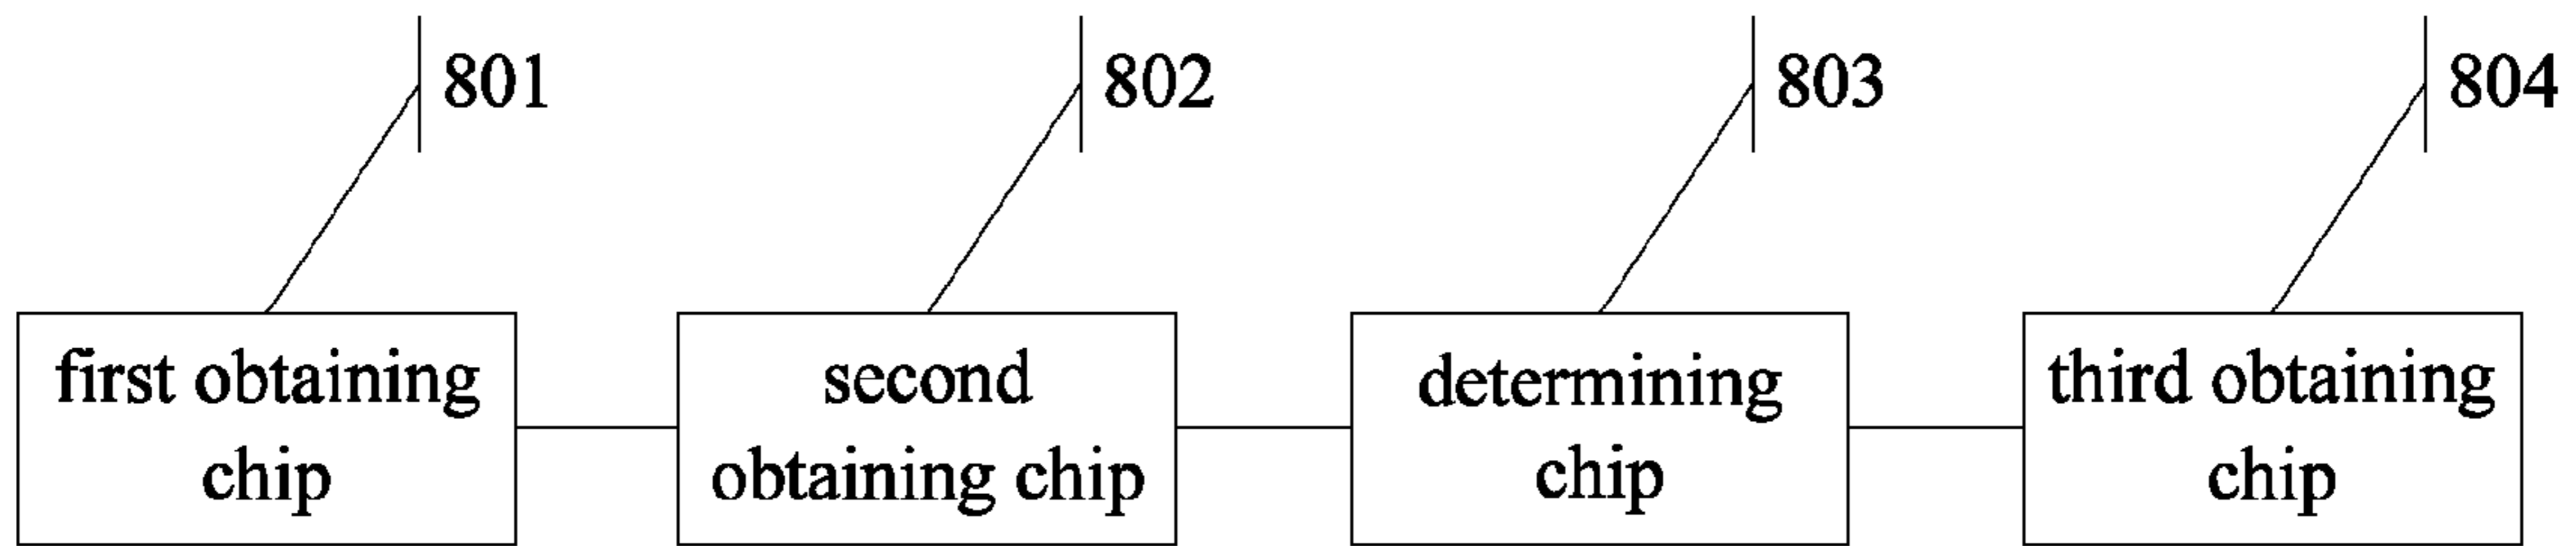 801
802
803
804
first obtaining
chip
second
obtaining chip
determining
chip
third obtaining
chip